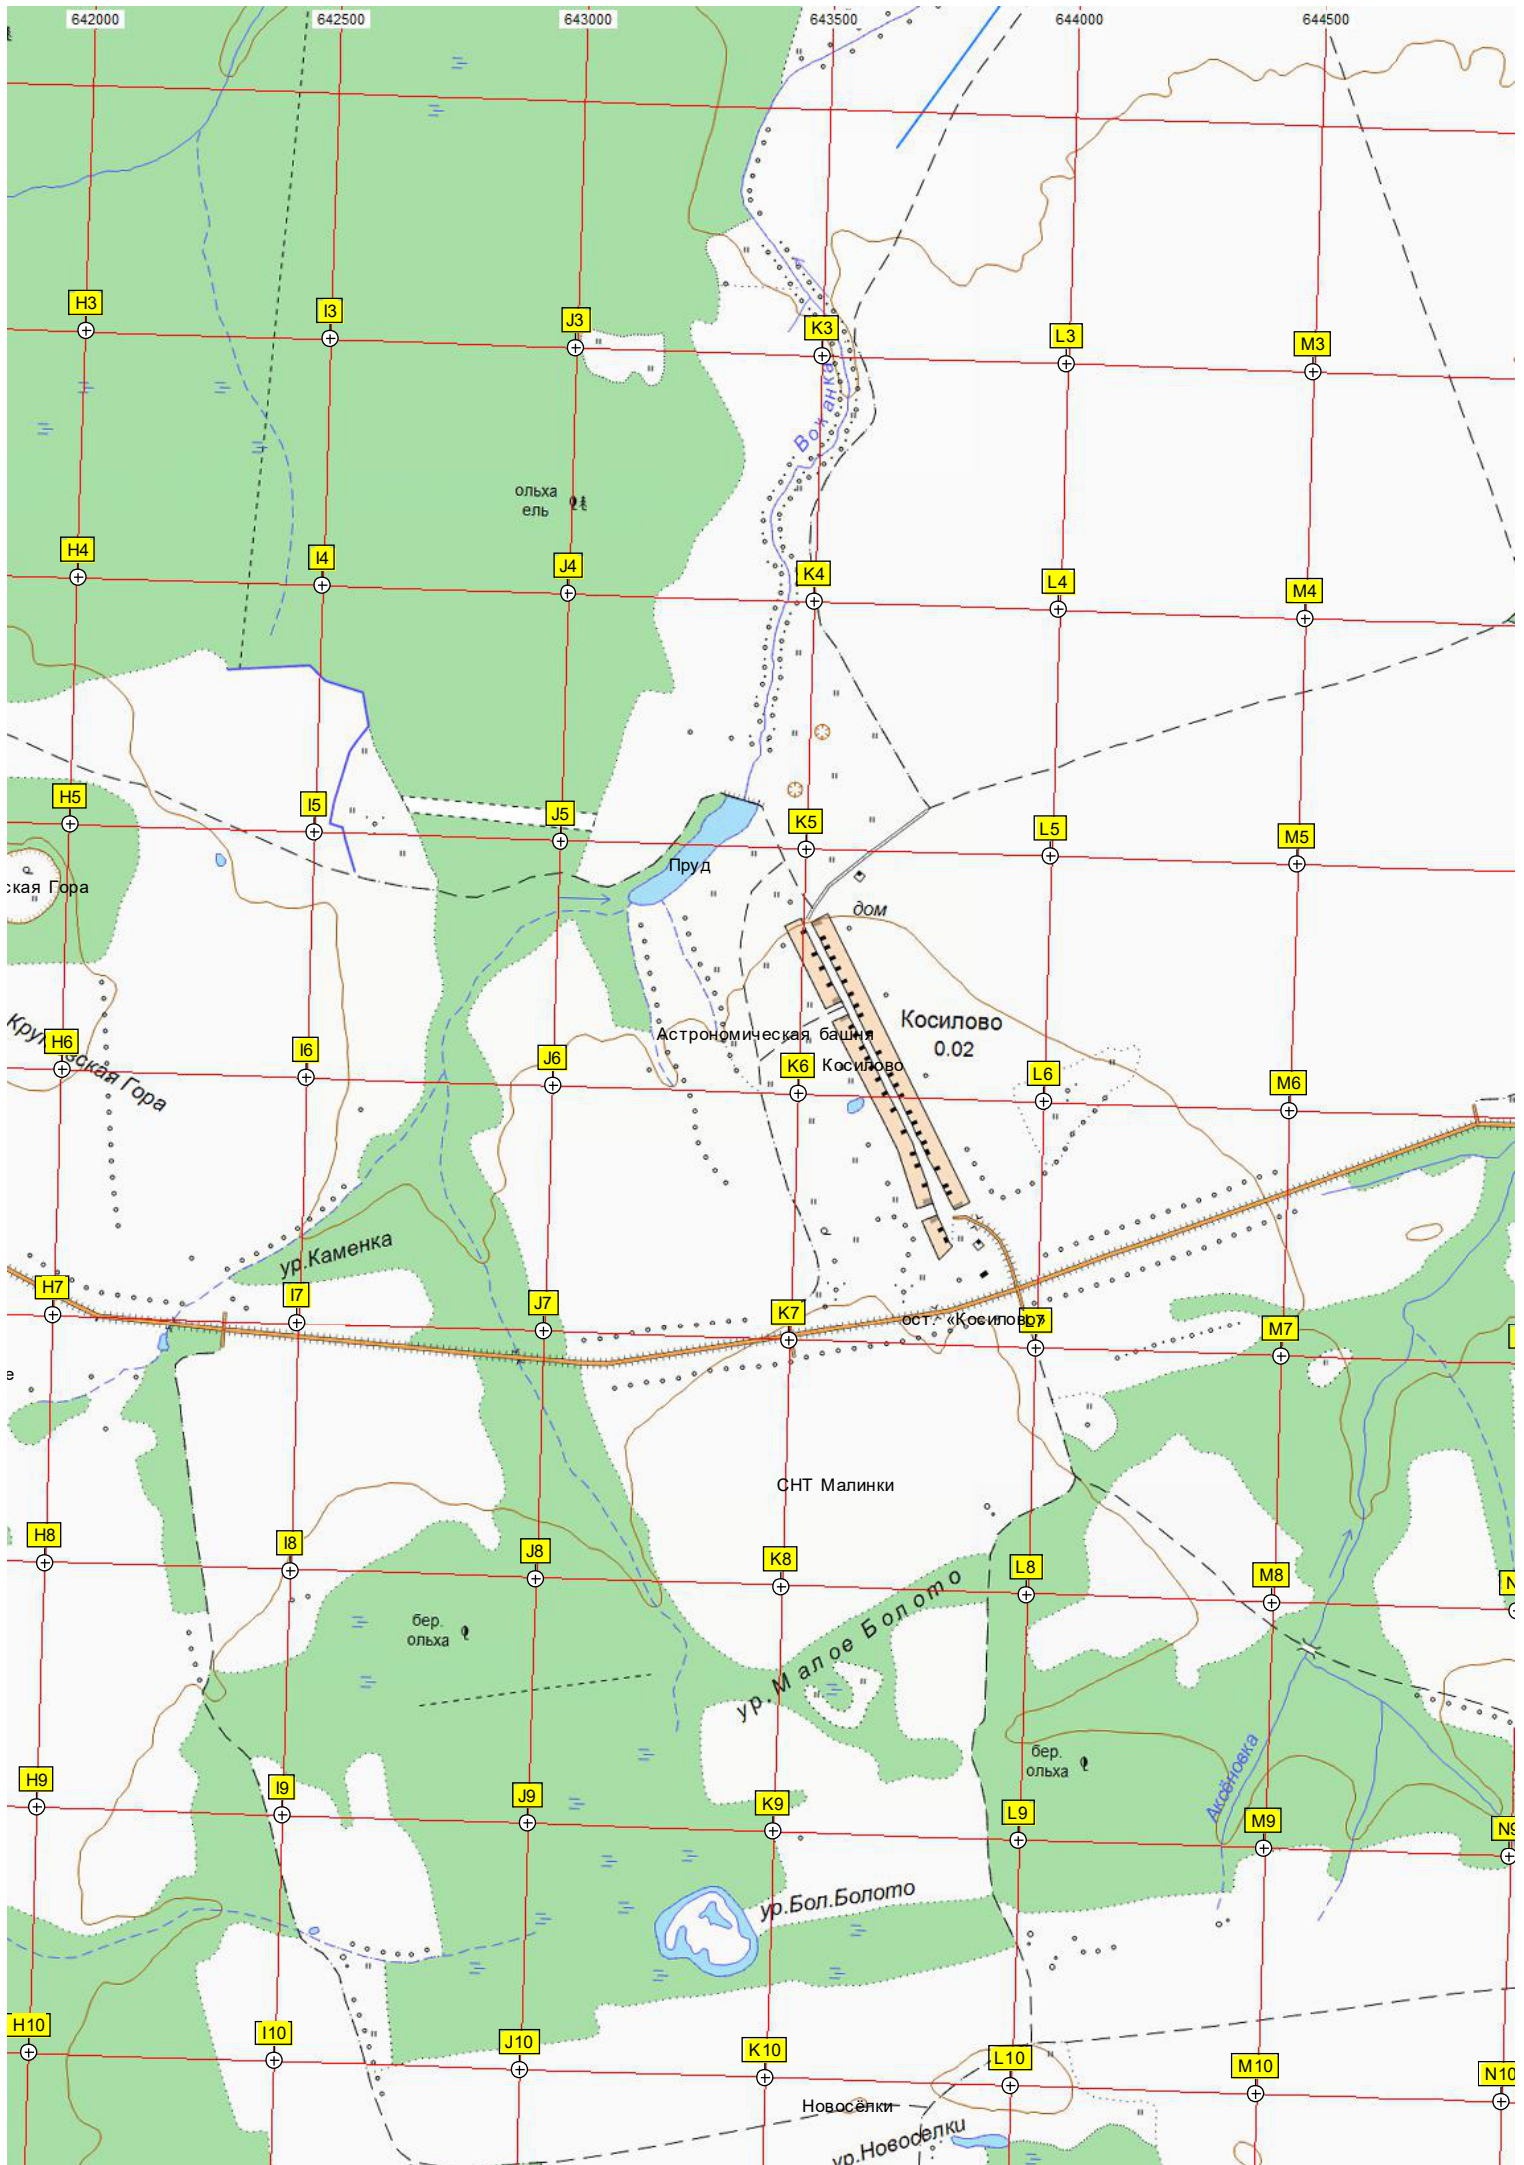 642000 642500 643000 643500 644000 644500
H3 I3 J3 K3 L3 M3
Вожанка
ольха
ель
H4 I4 J4 K4 L4 M4
H5 I5 J5 K5 L5 M5
Пруд
ская Гора
дом
Косилово
0.02
Астрономическая башня
Косилово
H6 I6 J6 K6 L6 M6
Круновская Гора
ур.Каменка
H7 I7 J7 K7 L7 M7
ост. «Косилово»
е
СНТ Малинки
H8 I8 J8 K8 L8 M8 N
бер.
ольха
ур.Малое Болото
бер.
ольха
Аксёновка
H9 I9 J9 K9 L9 M9 N9
ур.Бол.Болото
H10 I10 J10 K10 L10 M10 N10
Новосёлки
ур.Новоселки